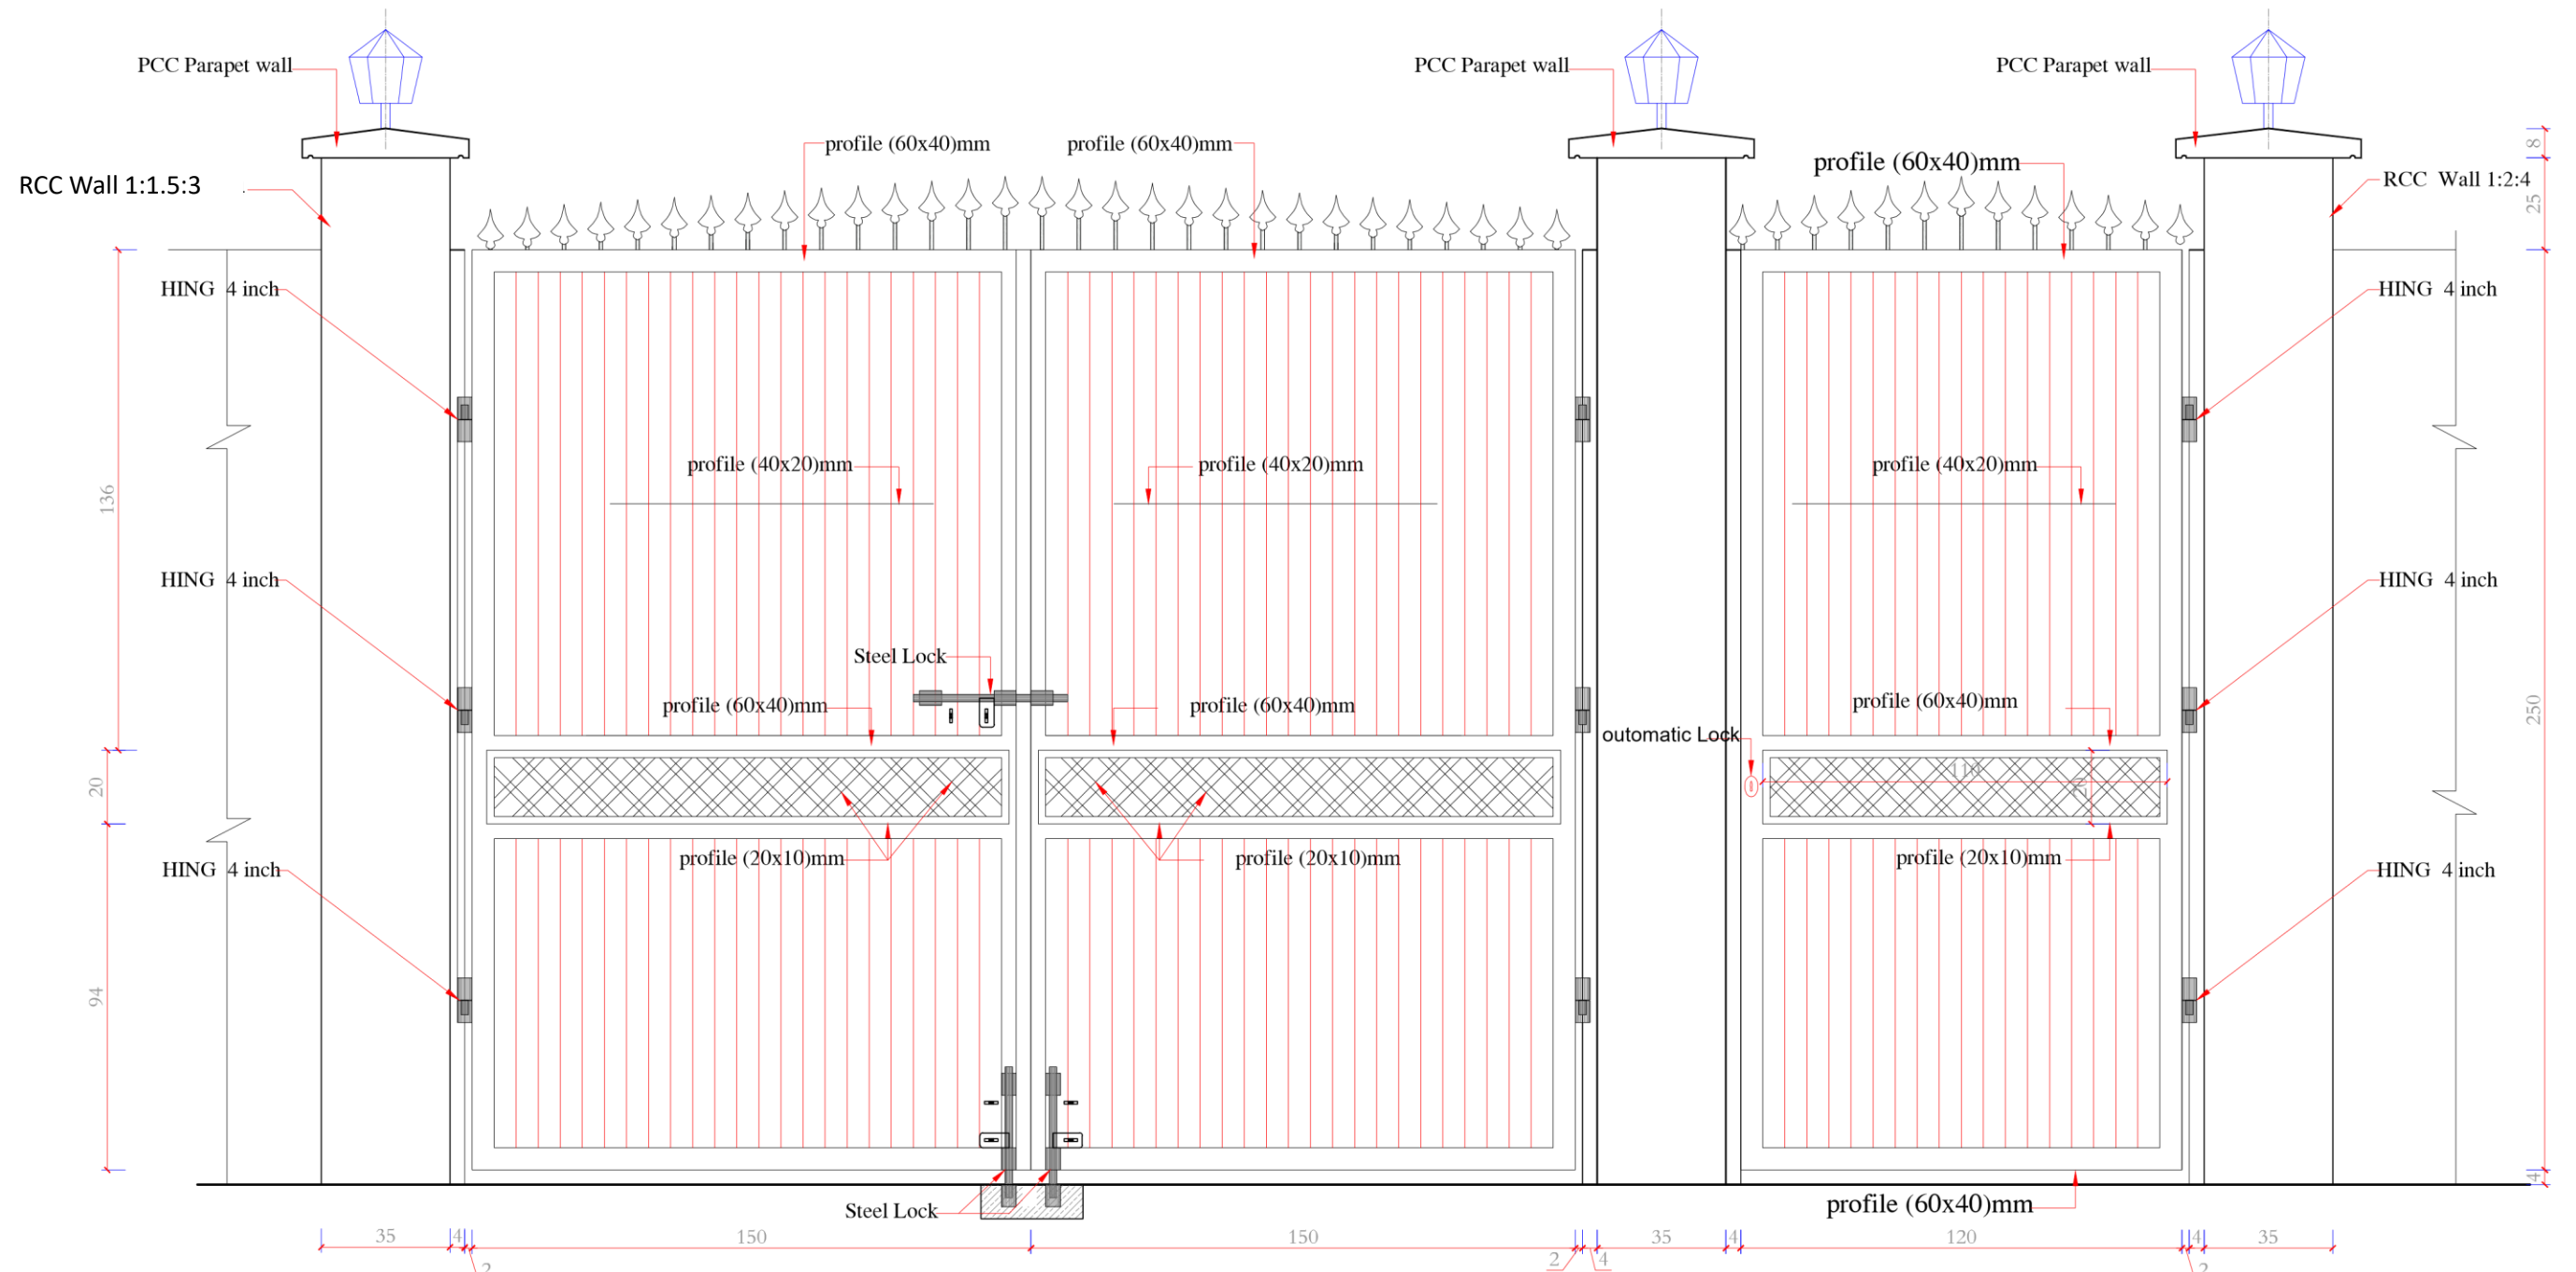 PCC Parapet wall
PCC Parapet wall
PCC Parapet wall
profile (60x40)mm
profile (60x40)mm
profile (60x40)mm
8
RCC Wall 1:1.5:3
RCC Wall 1:2:4
25
HING 4 inch
HING 4 inch
profile (40x20)mm
profile (40x20)mm
profile (40x20)mm
136
HING 4 inch
HING 4 inch
Steel Lock
profile (60x40)mm
profile (60x40)mm
profile (60x40)mm
250
outomatic Lock
110
20
20
profile (20x10)mm
profile (20x10)mm
profile (20x10)mm
HING 4 inch
HING 4 inch
94
4
Steel Lock
profile (60x40)mm
35
4
2
150
150
2
4
35
4
120
2
4
35